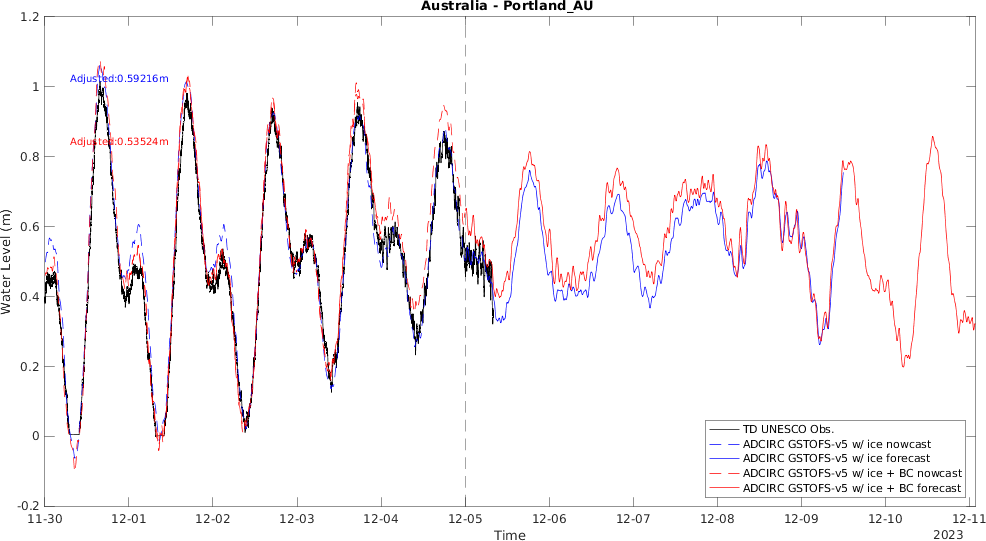 Australia - Portland_AU
1.2
1
0.8
0.6
0.4
0.2
0
-0.2
Water Level (m)
Adjusted:0.59216m
Adjusted:0.53524m
TD UNESCO Obs.
ADCIRC GSTOFS-v5 w/ ice nowcast
ADCIRC GSTOFS-v5 w/ ice forecast
ADCIRC GSTOFS-v5 w/ ice + BC nowcast
ADCIRC GSTOFS-v5 w/ ice + BC forecast
11-30 12-01 12-02 12-03 12-04 12-05 12-06 12-07 12-08 12-09 12-10 12-11
Time
2023